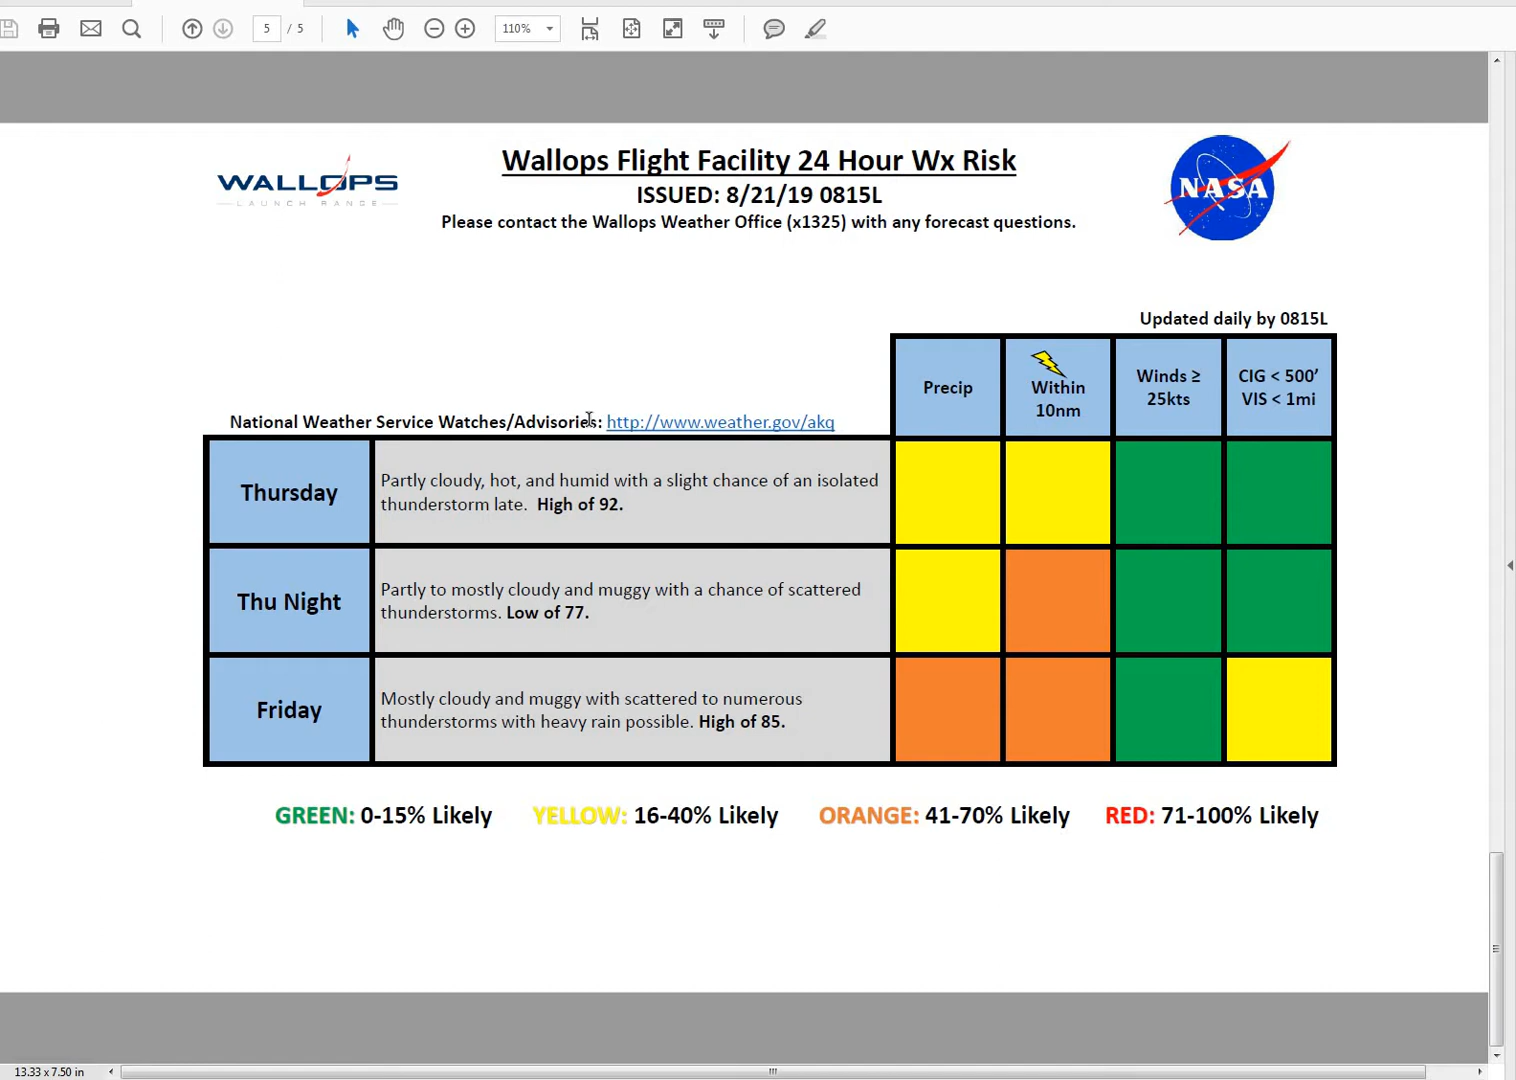 5 / 5
110%
WALLOPS
LAUNCH RANGE
Wallops Flight Facility 24 Hour Wx Risk
ISSUED: 8/21/19 0815L
Please contact the Wallops Weather Office (x1325) with any forecast questions.
NASA
Updated daily by 0815L
Precip
Within
10nm
Winds ≥
25kts
CIG < 500’
VIS < 1mi
National Weather Service Watches/Advisories: http://www.weather.gov/akq
Thursday
Partly cloudy, hot, and humid with a slight chance of an isolated
thunderstorm late. High of 92.
Thu Night
Partly to mostly cloudy and muggy with a chance of scattered
thunderstorms. Low of 77.
Friday
Mostly cloudy and muggy with scattered to numerous
thunderstorms with heavy rain possible. High of 85.
GREEN: 0-15% Likely YELLOW: 16-40% Likely ORANGE: 41-70% Likely RED: 71-100% Likely
13.33 x 7.50 in